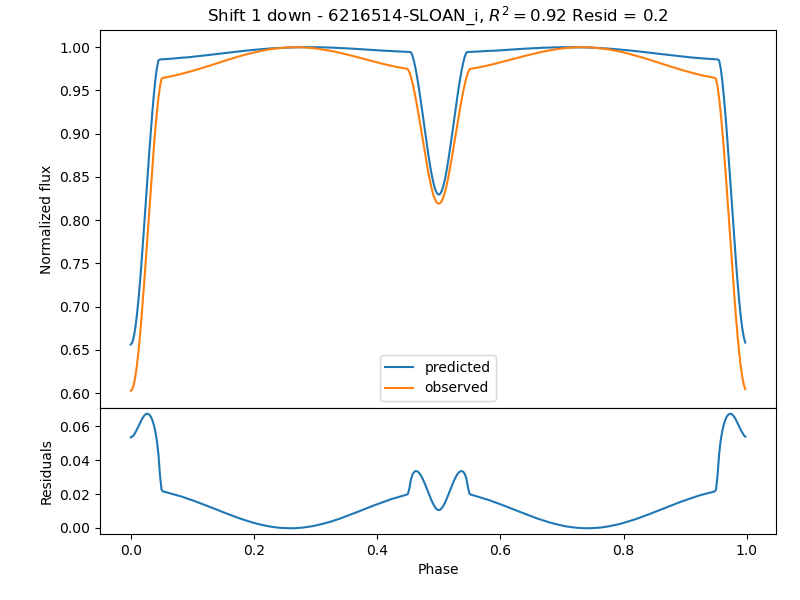 Shift 1 down - 6216514-SLOAN_i, R² = 0.92 Resid = 0.2
Normalized flux
1.00
0.95
0.90
0.85
0.80
0.75
0.70
0.65
0.60
predicted
observed
Residuals
0.06
0.04
0.02
0.00
0.0 0.2 0.4 0.6 0.8 1.0
Phase